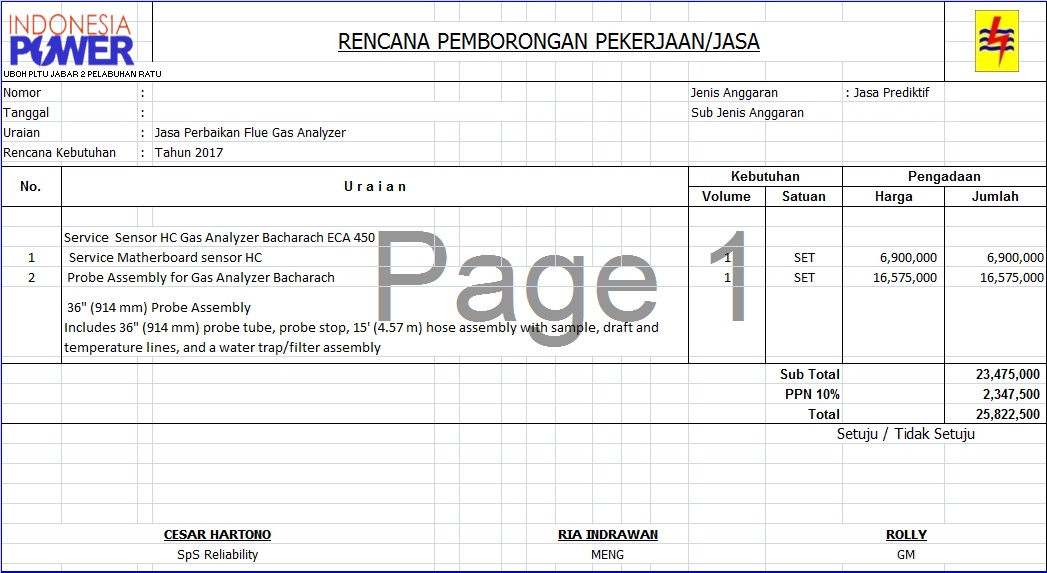 INDONESIA
POWER
UBOH PLTU JABAR 2 PELABUHAN RATU
RENCANA PEMBORONGAN PEKERJAAN/JASA
Nomor : Jenis Anggaran : Jasa Prediktif
Tanggal : Sub Jenis Anggaran
Uraian : Jasa Perbaikan Flue Gas Analyzer
Rencana Kebutuhan : Tahun 2017
No. Uraian Kebutuhan Pengadaan
Volume Satuan Harga Jumlah
Service Sensor HC Gas Analyzer Bacharach ECA 450
1 Service Matherboard sensor HC 1 SET 6,900,000 6,900,000
2 Probe Assembly for Gas Analyzer Bacharach 1 SET 16,575,000 16,575,000
36" (914 mm) Probe Assembly
Includes 36" (914 mm) probe tube, probe stop, 15' (4.57 m) hose assembly with sample, draft and
temperature lines, and a water trap/filter assembly
Page 1
Sub Total 23,475,000
PPN 10% 2,347,500
Total 25,822,500
Setuju / Tidak Setuju
CESAR HARTONO RIA INDRAWAN ROLLY
SpS Reliability MENG GM